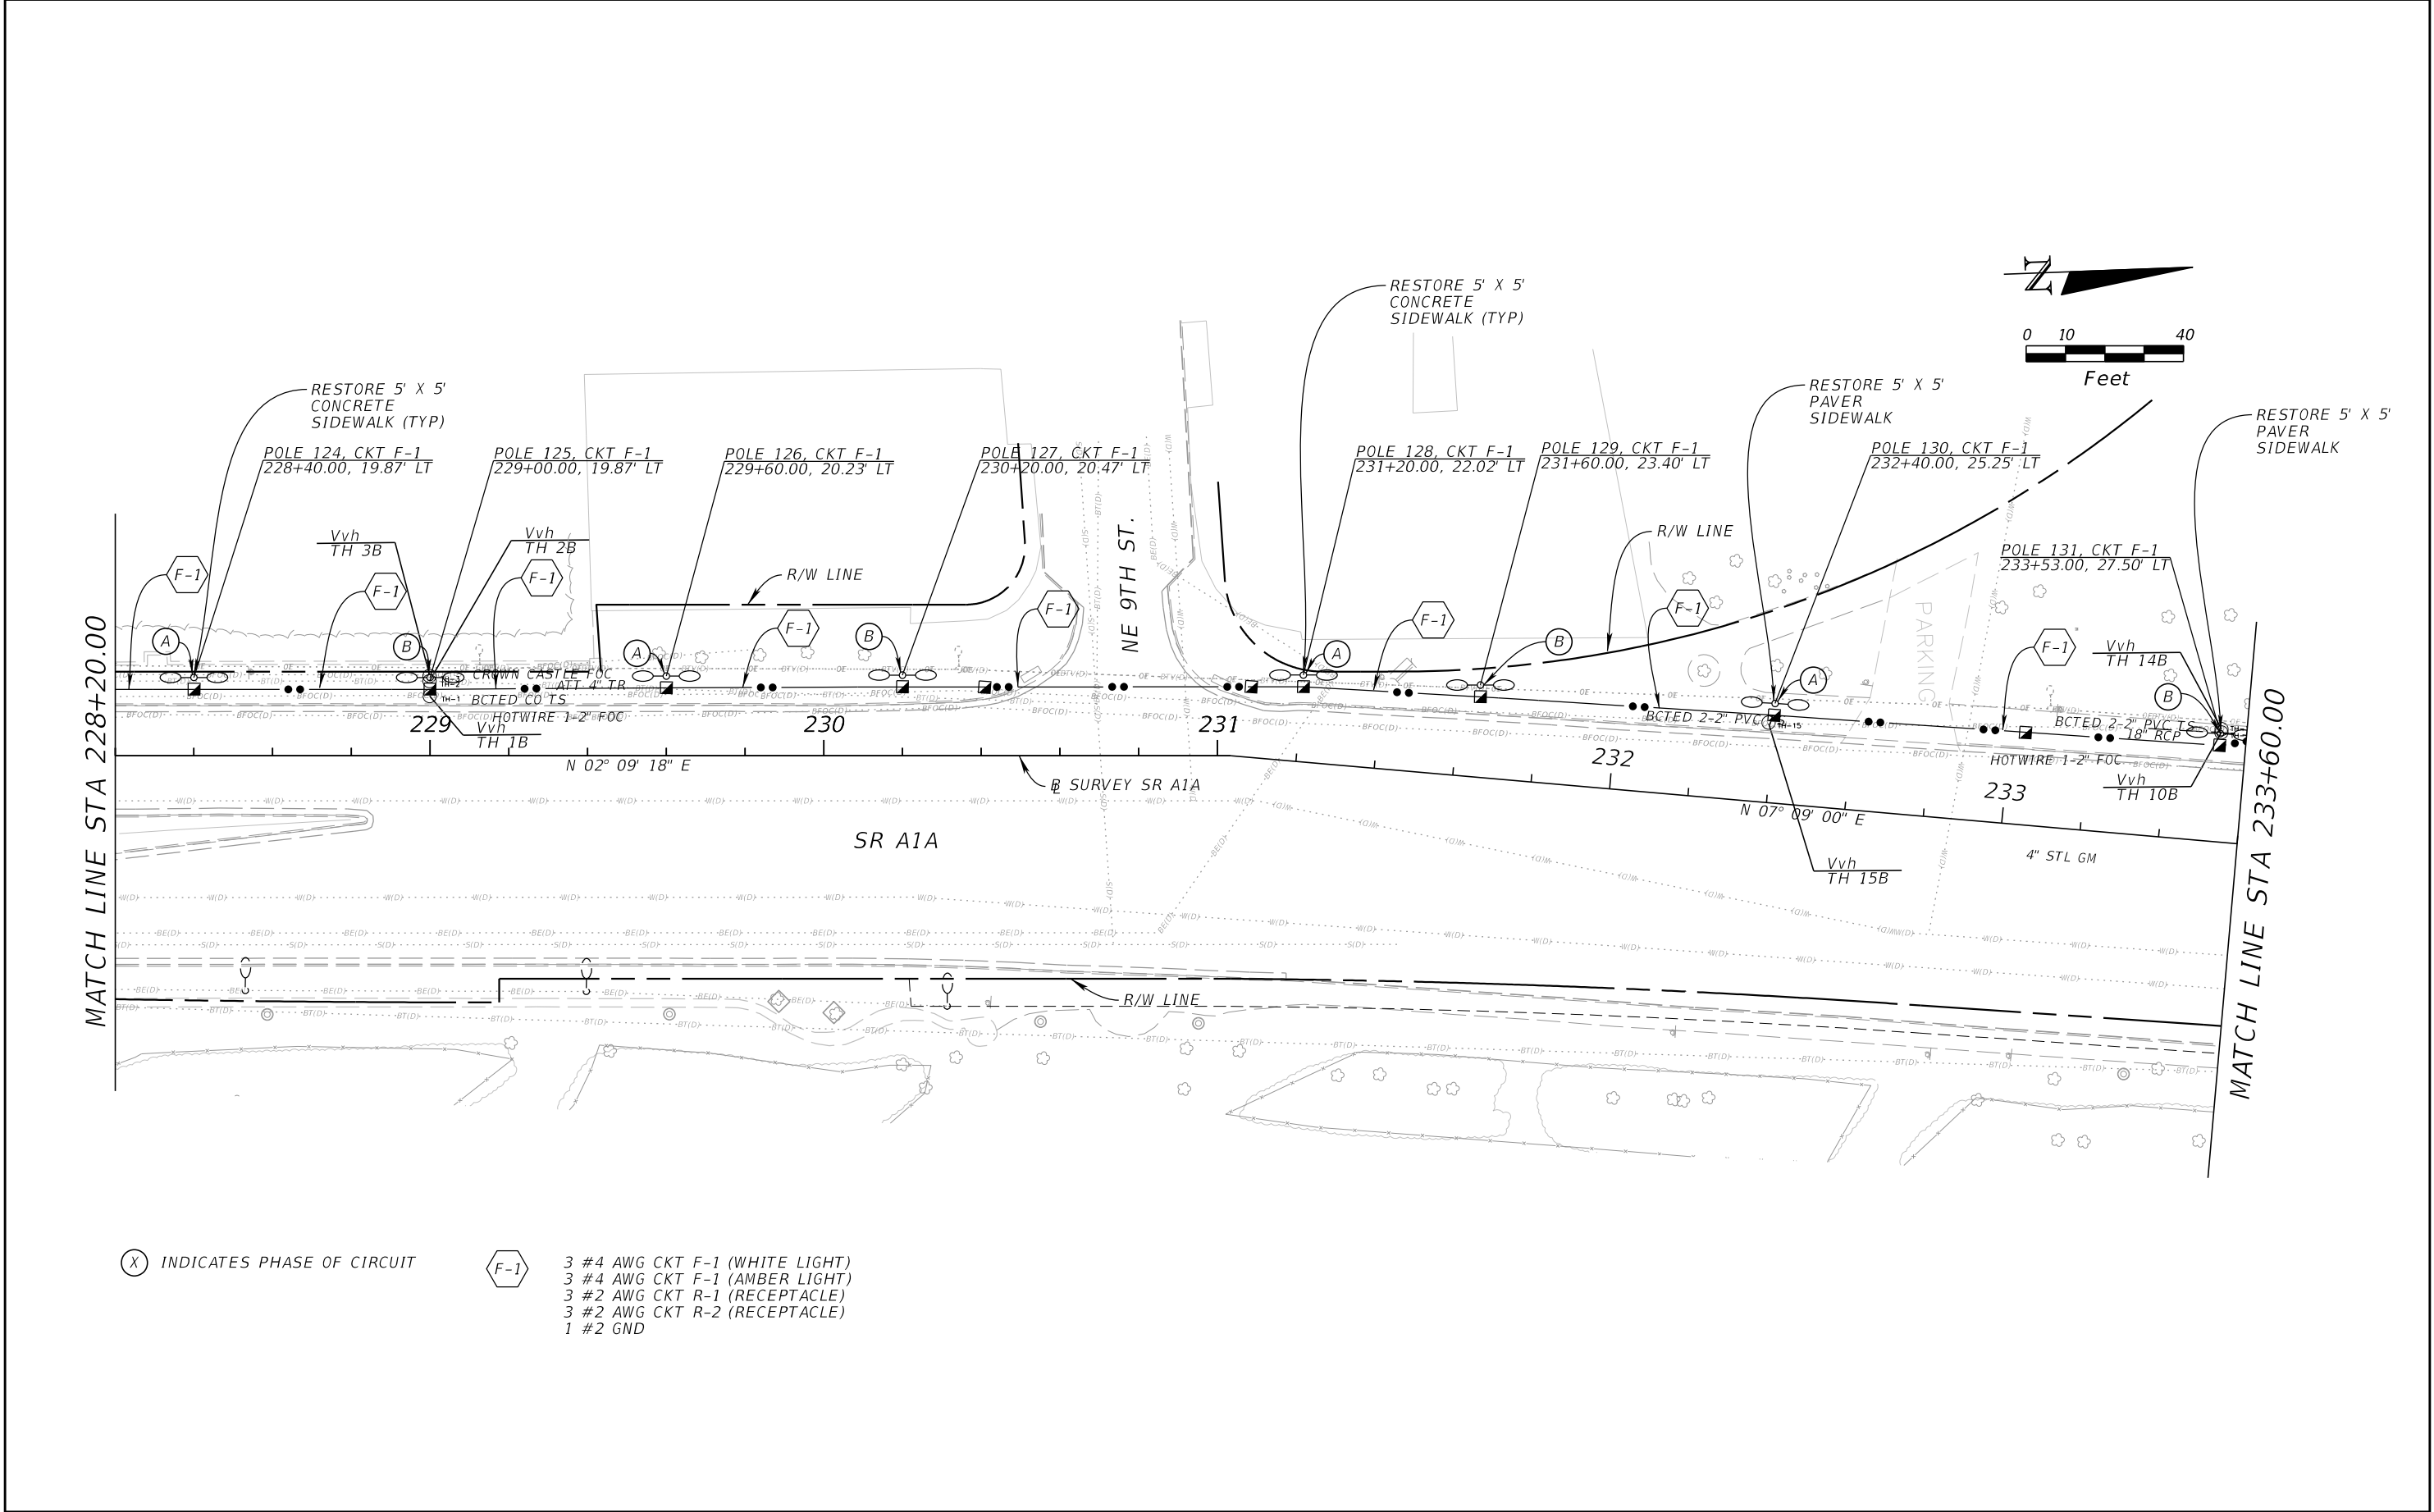 RESTORE 5' X 5'
CONCRETE
SIDEWALK (TYP)
0 10 40
Feet
RESTORE 5' X 5'
CONCRETE
SIDEWALK (TYP)
RESTORE 5' X 5'
PAVER
SIDEWALK
RESTORE 5' X 5'
PAVER
SIDEWALK
POLE 124, CKT F-1
228+40.00, 19.87' LT
POLE 125, CKT F-1
229+00.00, 19.87' LT
POLE 126, CKT F-1
229+60.00, 20.23' LT
POLE 127, CKT F-1
230+20.00, 20.47' LT
POLE 128, CKT F-1
231+20.00, 22.02' LT
POLE 129, CKT F-1
231+60.00, 23.40' LT
POLE 130, CKT F-1
232+40.00, 25.25' LT
POLE 131, CKT F-1
233+53.00, 27.50' LT
Vvh
TH 3B
Vvh
TH 2B
R/W LINE
R/W LINE
NE 9TH ST.
F-1
F-1
F-1
F-1
F-1
F-1
F-1
F-1
A
B
A
B
A
B
A
B
Vvh
TH 14B
PARKING
CROWN CASTLE FOC
ATT 4" TR
BCTED CO TS
HOTWIRE 1-2" FOC
Vvh
TH 1B
BCTED 2-2" PVC
BCTED 2-2" PVC TS
18" RCP
HOTWIRE 1-2" FOC
Vvh
TH 10B
229
230
231
232
233
N 02° 09' 18" E
SURVEY SR A1A
N 07° 09' 00" E
SR A1A
4" STL GM
Vvh
TH 15B
R/W LINE
MATCH LINE STA 228+20.00
MATCH LINE STA 233+60.00
X INDICATES PHASE OF CIRCUIT
F-1
3 #4 AWG CKT F-1 (WHITE LIGHT)
3 #4 AWG CKT F-1 (AMBER LIGHT)
3 #2 AWG CKT R-1 (RECEPTACLE)
3 #2 AWG CKT R-2 (RECEPTACLE)
1 #2 GND